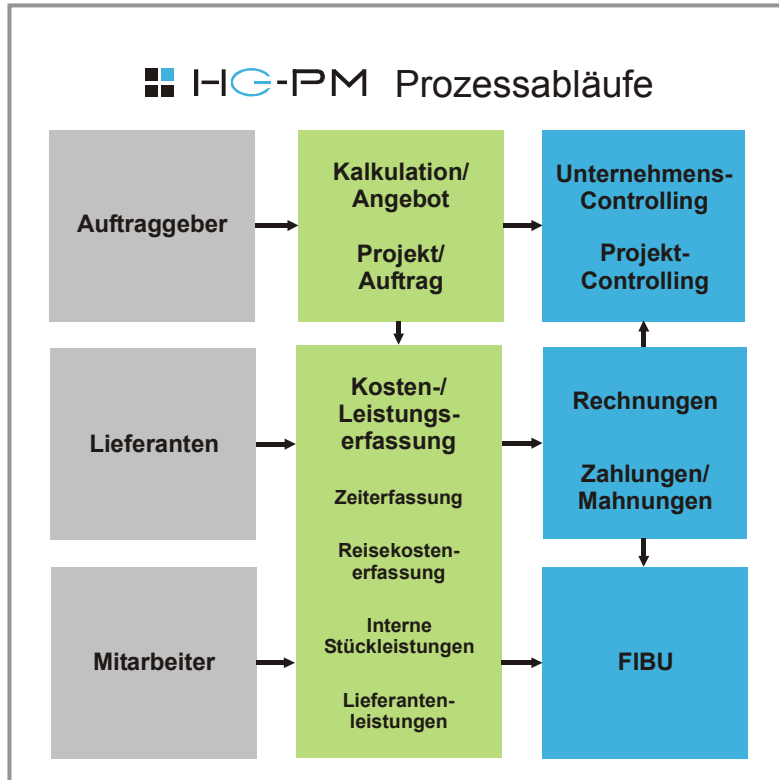 HG-PM Prozessabläufe
Auftraggeber
Kalkulation/
Angebot
Projekt/
Auftrag
Unternehmens-
Controlling
Projekt-
Controlling
Lieferanten
Kosten-/
Leistungs-
erfassung
Zeiterfassung
Reisekosten-
erfassung
Interne
Stückleistungen
Lieferanten-
leistungen
Rechnungen
Zahlungen/
Mahnungen
Mitarbeiter
FIBU